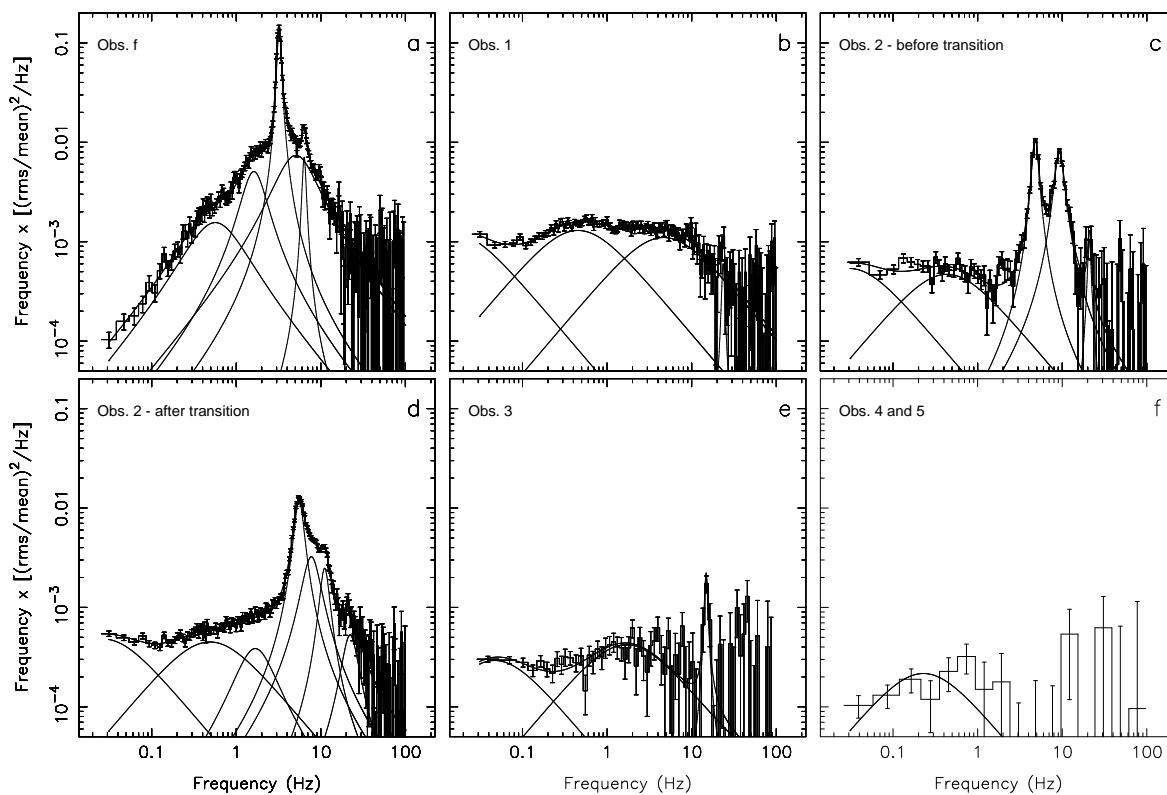 Obs. f
a
Obs. 1
b
Obs. 2 - before transition
c
Frequency x [(rms/mean)^2/Hz]
0.1
0.01
10^-3
10^-4
Obs. 2 - after transition
d
Obs. 3
e
Obs. 4 and 5
f
Frequency x [(rms/mean)^2/Hz]
0.1
0.01
10^-3
10^-4
0.1 1 10 100
0.1 1 10 100
0.1 1 10 100
Frequency (Hz)
Frequency (Hz)
Frequency (Hz)